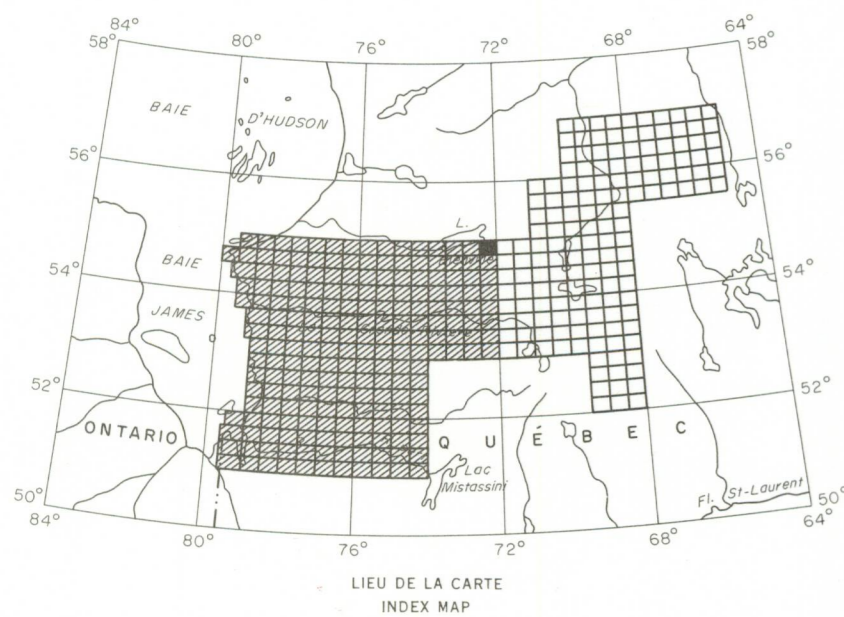 84°
58°
80°
76°
72°
68°
64°
58°
BAIE
D'HUDSON
56°
56°
L.
54°
BAIE
54°
JAMES
52°
52°
ONTARIO
QUÉBEC
Lac
Mistassini
Fl. St-Laurent
50°
84°
50°
64°
80°
76°
72°
68°
LIEU DE LA CARTE
INDEX MAP